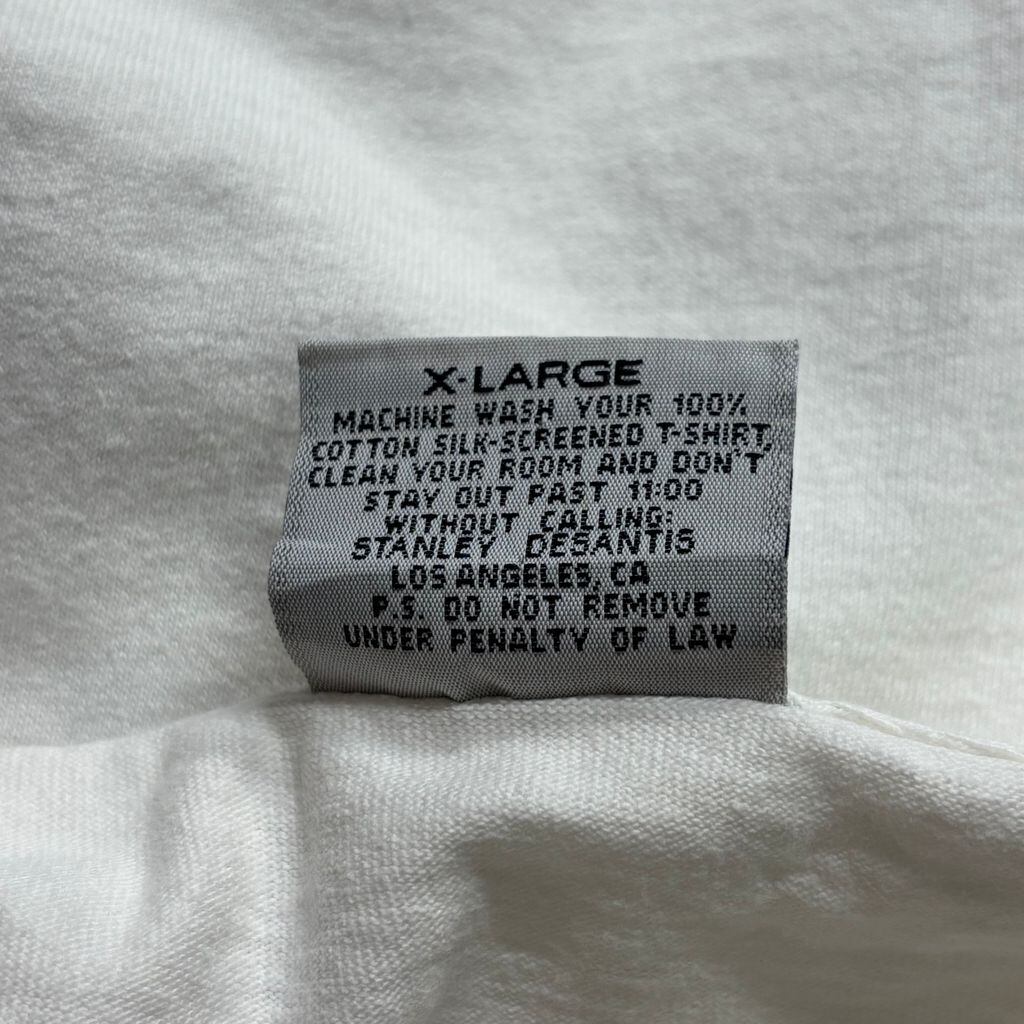 X-LARGE
MACHINE WASH YOUR 100%
COTTON SILK-SCREENED T-SHIRT,
CLEAN YOUR ROOM AND DON'T
STAY OUT PAST 11:00
WITHOUT CALLING:
STANLEY DESANTIS
LOS ANGELES, CA
P.S. DO NOT REMOVE
UNDER PENALTY OF LAW